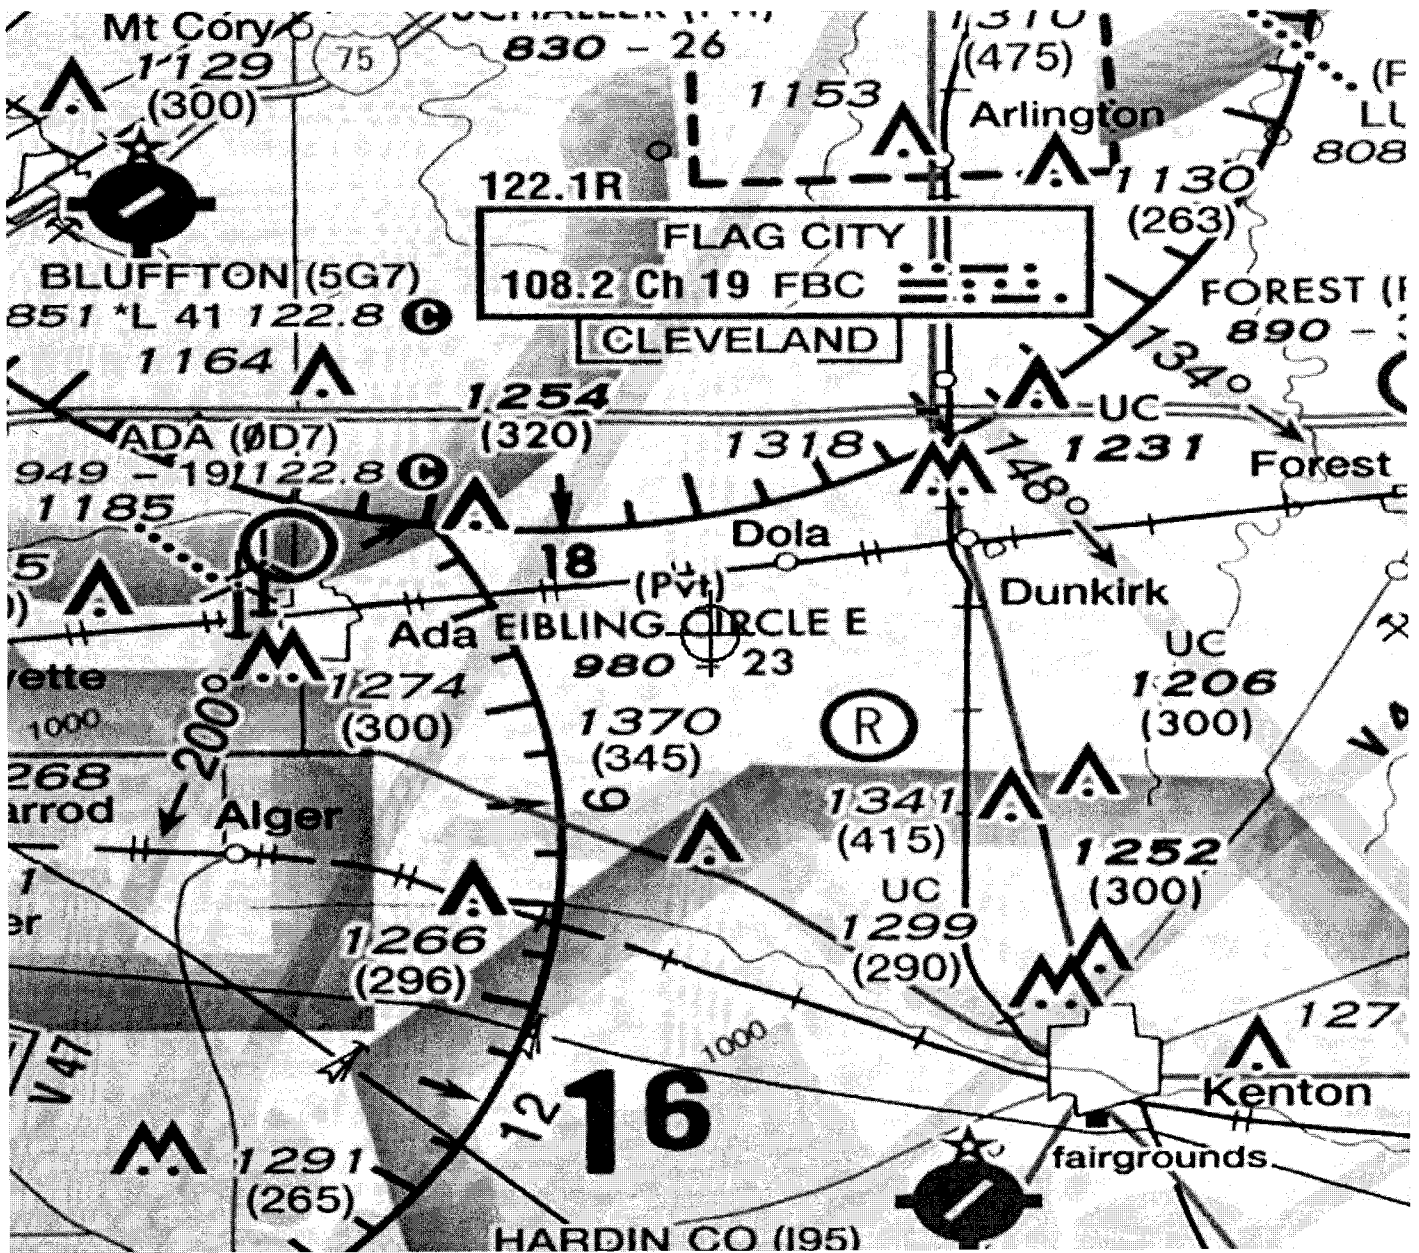 Mt Cory
1129
(300)
75
830 - 26
1153
1310
(475)
Arlington
1130
(263)
808
122.1R
FLAG CITY
108.2 Ch 19 FBC
CLEVELAND
BLUFFTON (5G7)
851 *L 41 122.8 C
1164
FOREST
890 -
134°
1254
(320)
UC
1231
ADA (ØD7)
949 - 19 122.8 C
1185
1318
148°
Forest
Dola
18
(Pvt)
EIBLING CIRCLE E
980 - 23
Dunkirk
Ada
UC
1206
(300)
1274
(300)
1000
200°
1370
(345)
R
6
268
Alger
1341
(415)
1252
(300)
UC
1299
(290)
1266
(296)
127
V 47
1000
16
12
Kenton
1291
(265)
fairgrounds
HARDIN CO (I95)